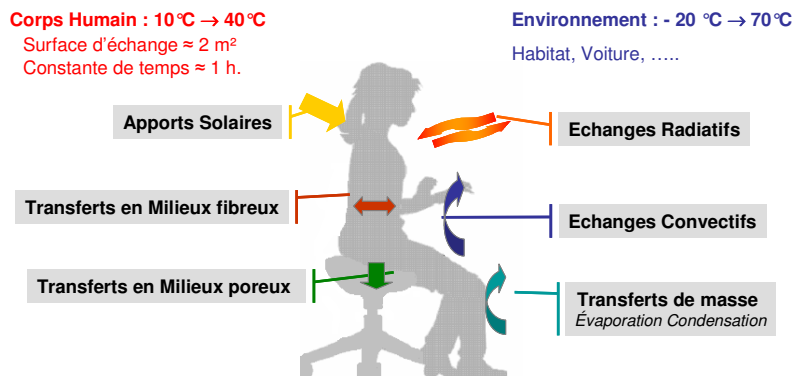 Corps Humain : 10°C → 40°C
Surface d'échange ≈ 2 m²
Constante de temps ≈ 1 h.
Environnement : - 20 °C → 70°C
Habitat, Voiture, …..
Apports Solaires
Echanges Radiatifs
Transferts en Milieux fibreux
Echanges Convectifs
Transferts en Milieux poreux
Transferts de masse
Évaporation Condensation